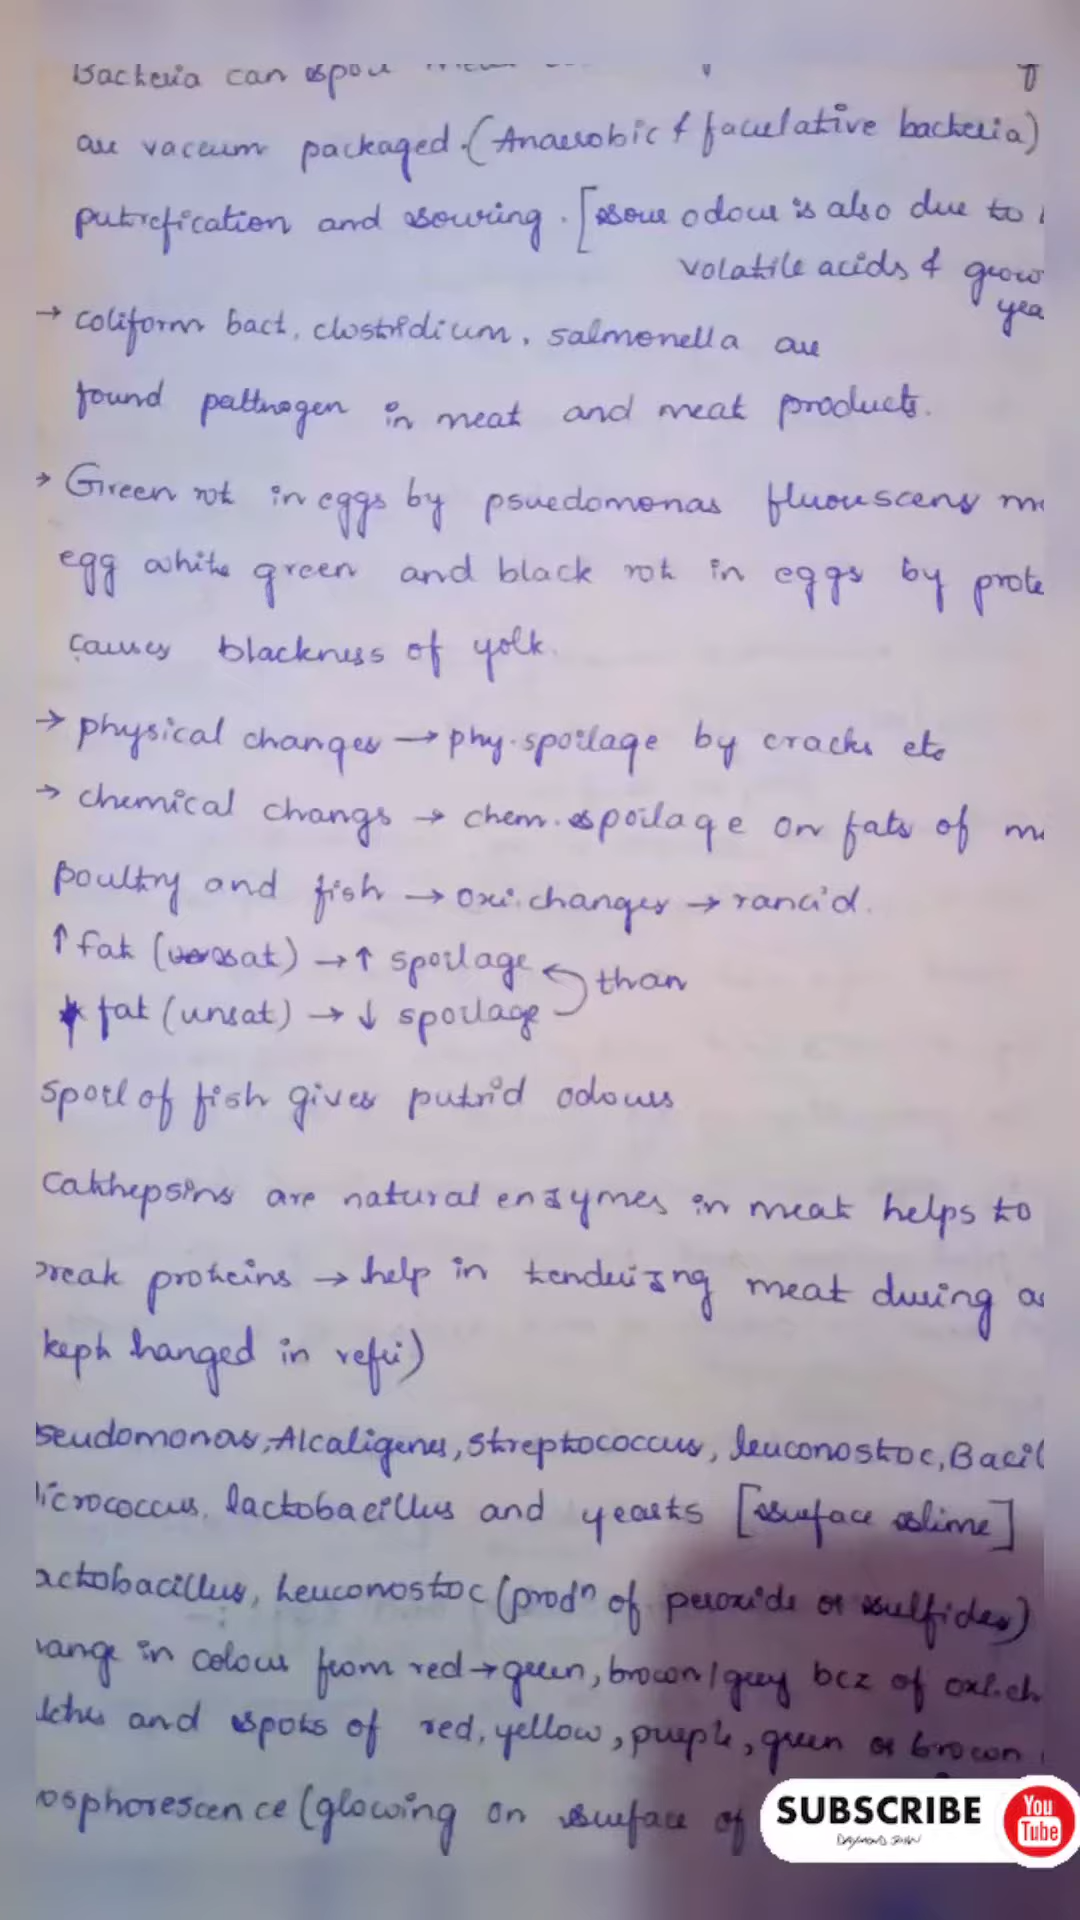 Bacteria can spoil
are vacuum packaged. (Anaerobic & faculative bacteria)
putrefication and souring. [sour odour is also due to
volatile acids & grow
yea
→ coliform bact, clostridium, salmonella are
found pathogen in meat and meat products.
→ Green rot in eggs by psuedomonas fluorescens
egg white green and black rot in eggs by prote
causes blackness of yolk.
→ physical changes → phy. spoilage by cracks etc
→ chemical changs → chem. spoilage on fats of
Poultry and fish → oxi. changes → rancid.
↑ fat (sat) → ↑ spoilage
than
fat (unsat) → ↓ spoilage
spoil of fish gives putrid odours
Cathepsins are natural enzymes in meat helps to
reak proteins → help in tenderizing meat during
kept hanged in refri)
seudomonas, Alcaligenes, Streptococcus, leuconostoc, Bacil
icrococcus, lactobacillus and yeasts [surface slime]
actobacillus, Leuconostoc (prodn of peroxide or sulfides)
ange in colour from red → green, brown/grey bcz of oxi. ch
tches and spots of red, yellow, purple, green or brown
osphorescence (glowing on surface of
SUBSCRIBE
You
Tube